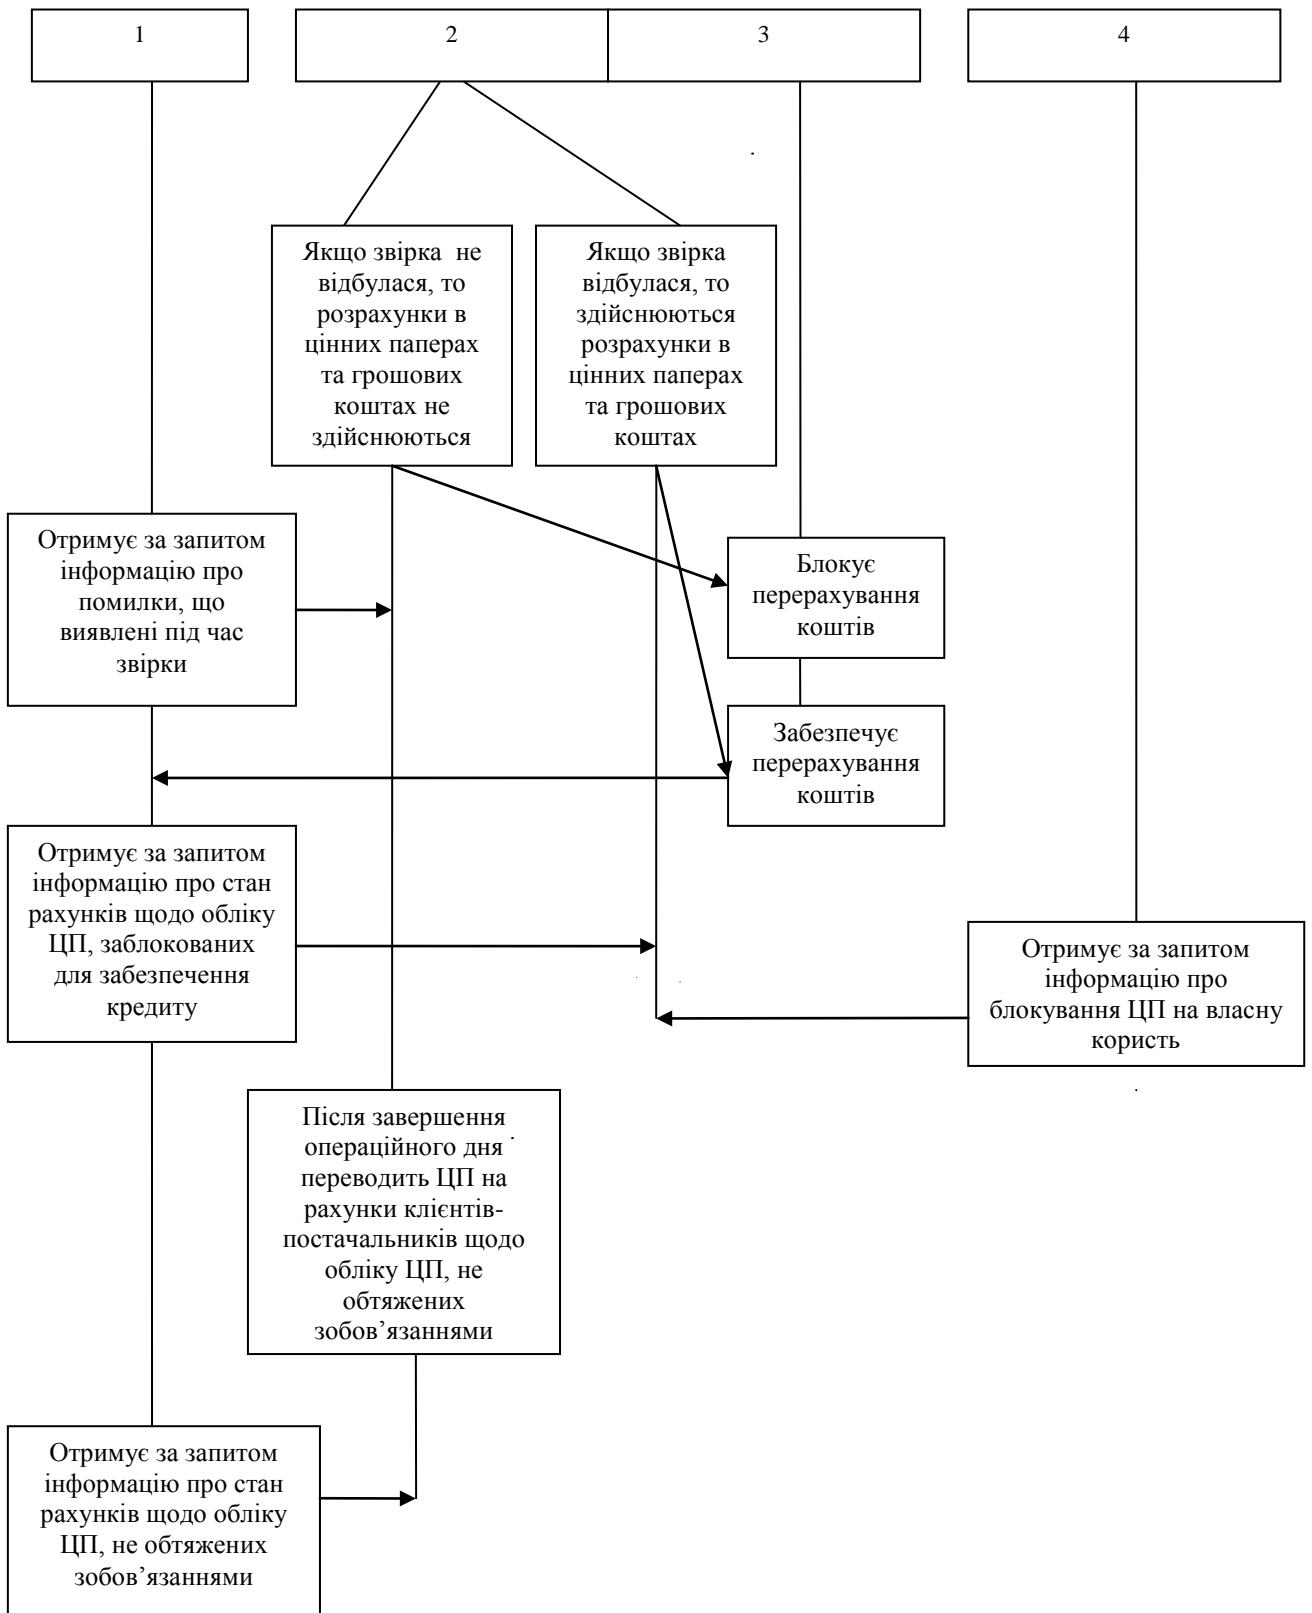 1
2
3
4
Якщо звірка не
відбулася, то
розрахунки в
цінних паперах
та грошових
коштах не
здійснюються
Якщо звірка
відбулася, то
здійснюються
розрахунки в
цінних паперах
та грошових
коштах
Отримує за запитом
інформацію про
помилки, що
виявлені під час
звірки
Блокує
перерахування
коштів
Забезпечує
перерахування
коштів
Отримує за запитом
інформацію про стан
рахунків щодо обліку
ЦП, заблокованих
для забезпечення
кредиту
Отримує за запитом
інформацію про
блокування ЦП на власну
користь
Після завершення
операційного дня
переводить ЦП на
рахунки клієнтів-
постачальників щодо
обліку ЦП, не
обтяжених
зобов’язаннями
Отримує за запитом
інформацію про стан
рахунків щодо обліку
ЦП, не обтяжених
зобов’язаннями